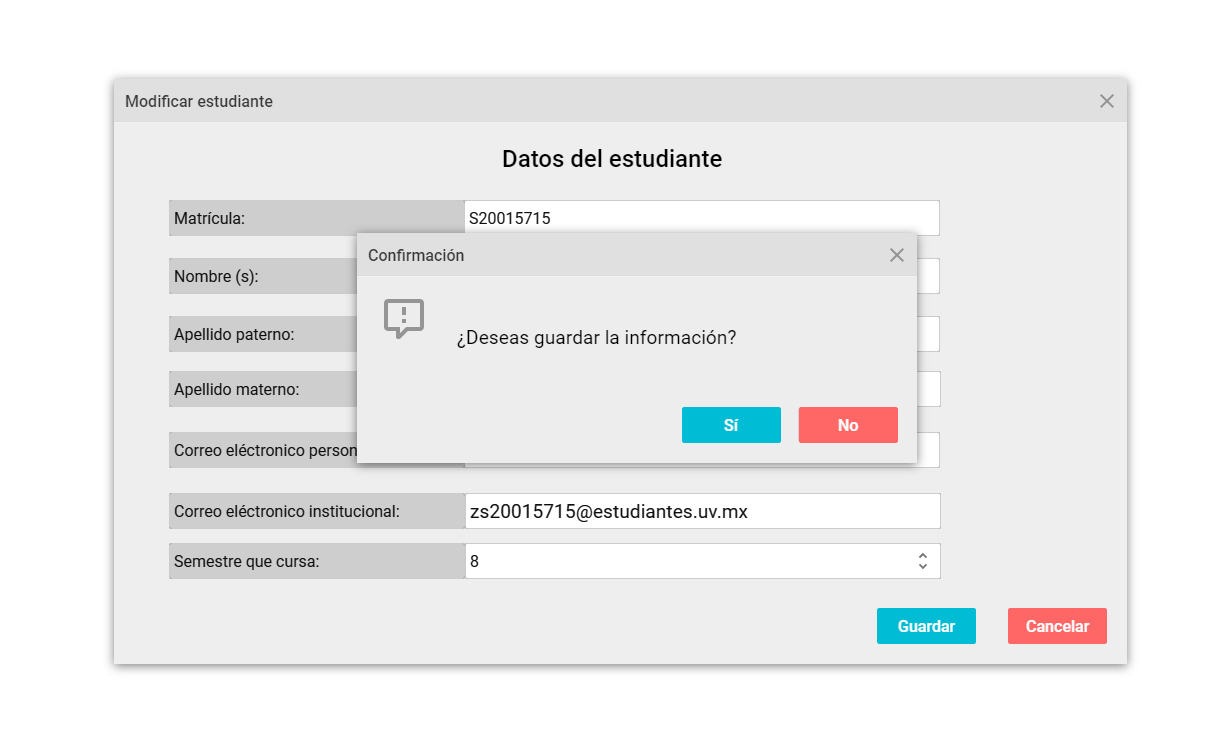 Modificar estudiante
Datos del estudiante
Matrícula: S20015715
Confirmación
Nombre (s):
¿Deseas guardar la información?
Apellido paterno:
Apellido materno:
Sí No
Correo eléctronico person
Correo eléctronico institucional: zs20015715@estudiantes.uv.mx
Semestre que cursa: 8
Guardar Cancelar